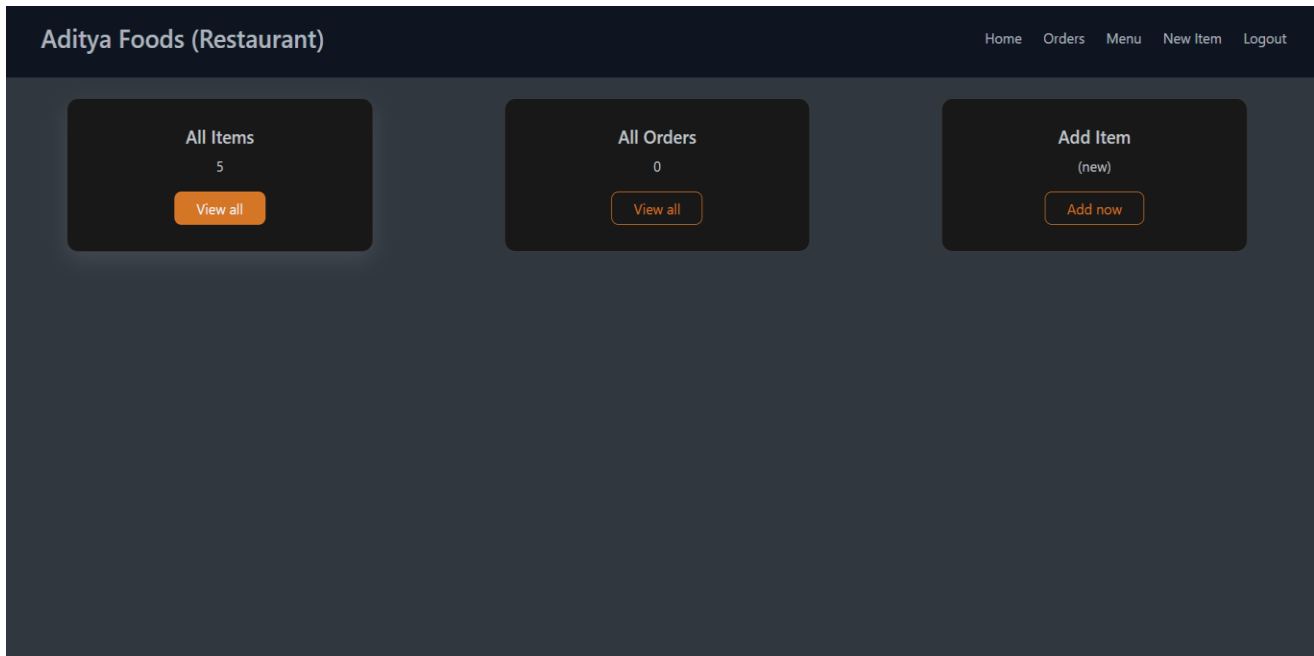 Aditya Foods (Restaurant)
Home Orders Menu New Item Logout
All Items
5
View all
All Orders
0
View all
Add Item
(new)
Add now